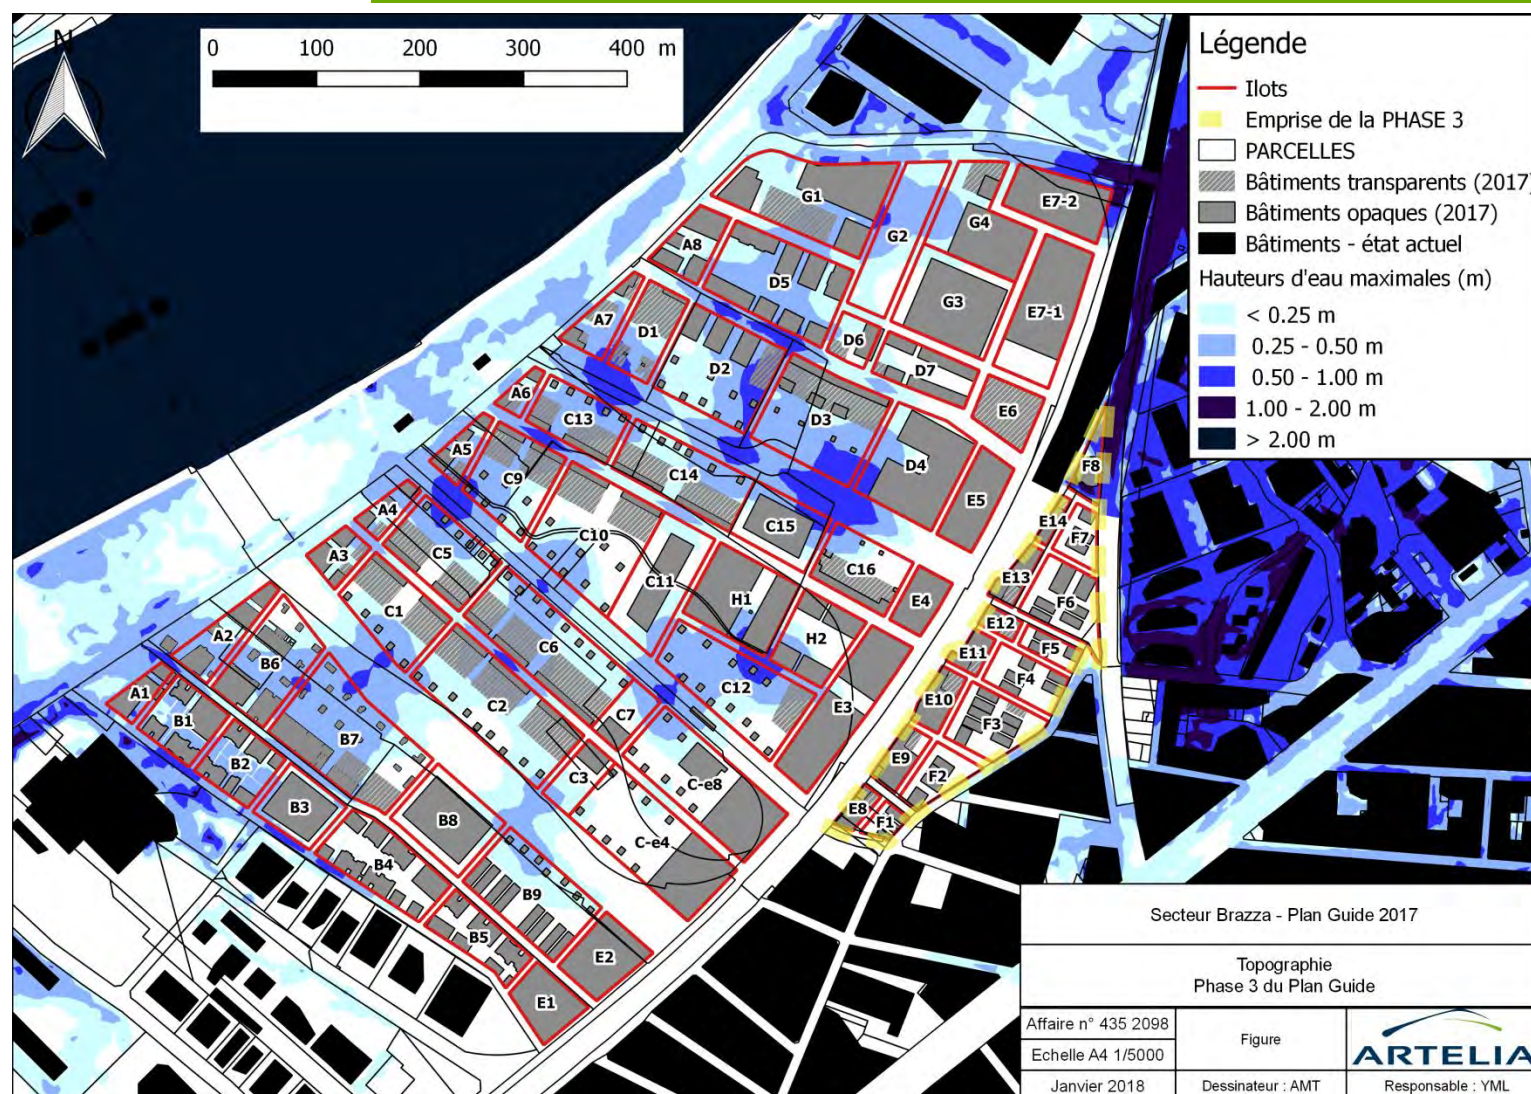 N
0 100 200 300 400 m
Légende
Ilots
Emprise de la PHASE 3
PARCELLES
Bâtiments transparents (2017)
Bâtiments opaques (2017)
Bâtiments - état actuel
Hauteurs d'eau maximales (m)
< 0.25 m
0.25 - 0.50 m
0.50 - 1.00 m
1.00 - 2.00 m
> 2.00 m
G1
E7-2
G4
G2
A8
D5
G3
E7-1
A7
D1
D6
D2
D7
A6
E6
C13
D3
A5
C9
C14
D4
E5
F8
A4
C10
C15
E14
F7
A3
C5
C11
C16
E13
C1
H1
E4
F6
H2
E12
A2
B6
C6
E11
F5
C12
F4
A1
B1
C2
C7
E3
E10
F3
B7
B2
C3
C-e8
E9
F2
B3
B8
E8
F1
B4
C-e4
B9
B5
E2
E1
Secteur Brazza - Plan Guide 2017
Topographie
Phase 3 du Plan Guide
Affaire n° 435 2098
Figure
Echelle A4 1/5000
ARTELIA
Janvier 2018
Dessinateur : AMT
Responsable : YML